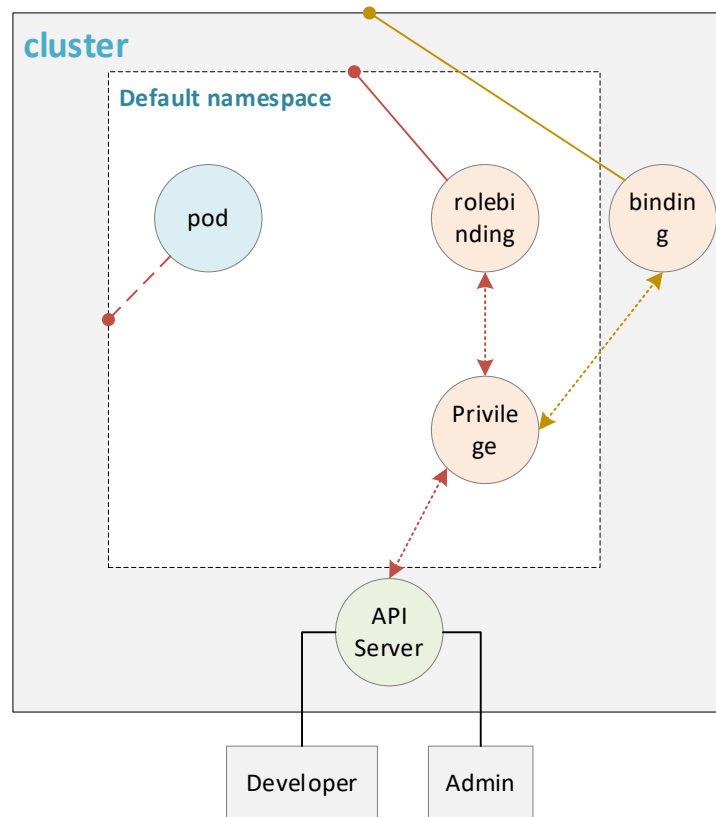 cluster
Default namespace
pod
rolebi
nding
bindin
g
Privile
ge
API
Server
Developer
Admin